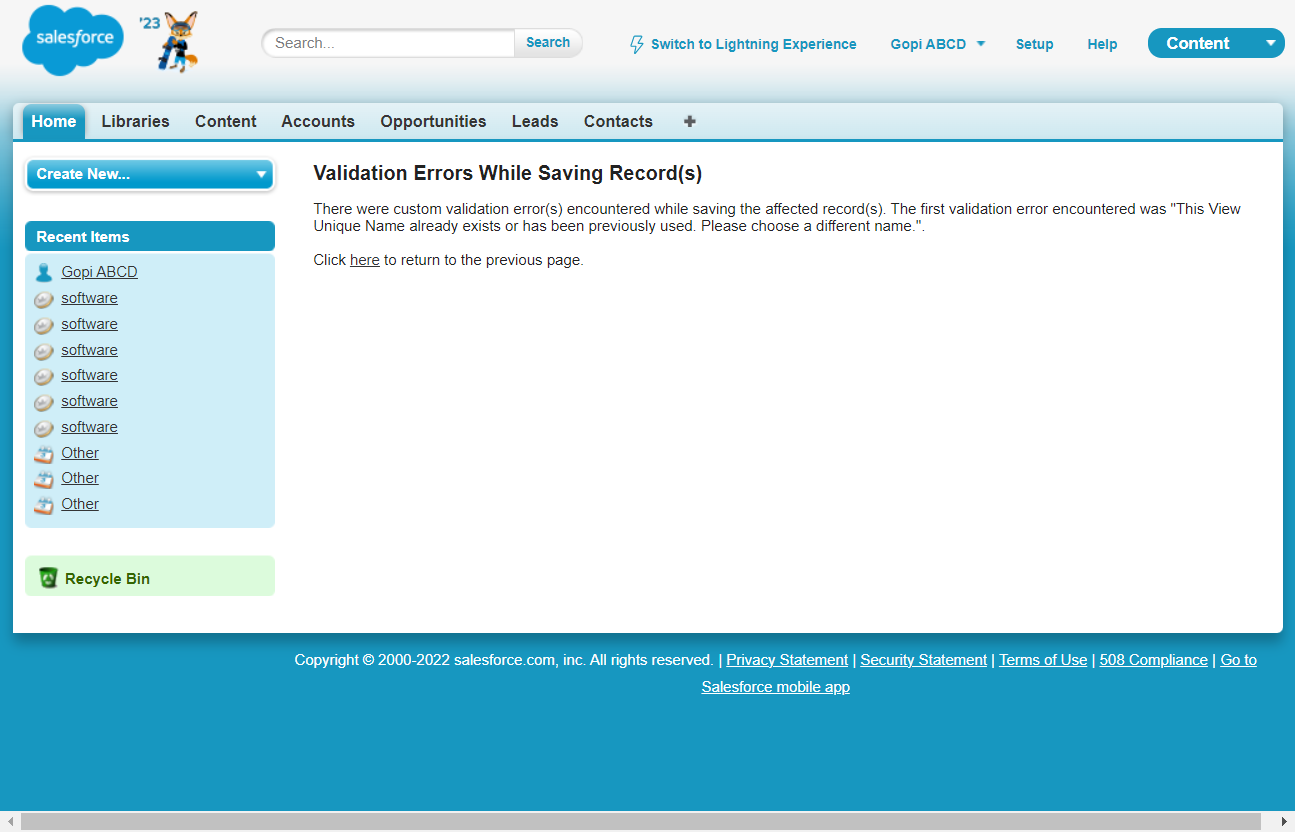 salesforce
'23
Search...
Search
Switch to Lightning Experience
Gopi ABCD
Setup
Help
Content
Home
Libraries
Content
Accounts
Opportunities
Leads
Contacts
Create New...
Recent Items
Gopi ABCD
software
software
software
software
software
software
Other
Other
Other
Recycle Bin
Validation Errors While Saving Record(s)
There were custom validation error(s) encountered while saving the affected record(s). The first validation error encountered was "This View
Unique Name already exists or has been previously used. Please choose a different name.".
Click here to return to the previous page.
Copyright © 2000-2022 salesforce.com, inc. All rights reserved. | Privacy Statement | Security Statement | Terms of Use | 508 Compliance | Go to
Salesforce mobile app